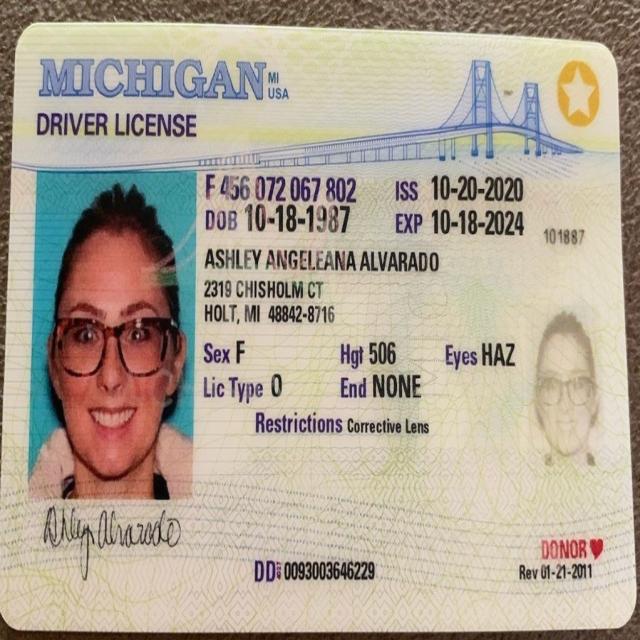 MICHIGAN MI USA
DRIVER LICENSE
F 456 072 067 802 ISS 10-20-2020
DOB 10-18-1987 EXP 10-18-2024
101887
ASHLEY ANGELEANA ALVARADO
2319 CHISHOLM CT
HOLT, MI 48842-8716
Sex F Hgt 506 Eyes HAZ
Lic Type O End NONE
Restrictions Corrective Lens
Ashley Alvarado
DONOR
DD 0093003646229 Rev 01-21-2011